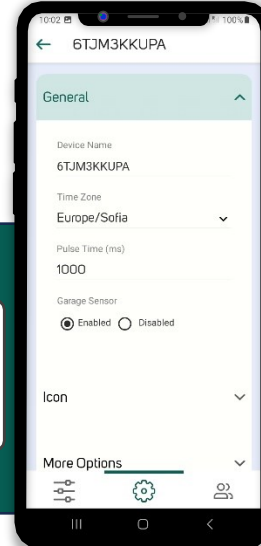 10:02
100%
6TJM3KKUPA
General
Device Name
6TJM3KKUPA
Time Zone
Europe/Sofia
Pulse Time (ms)
1000
Garage Sensor
Enabled Disabled
Icon
More Options